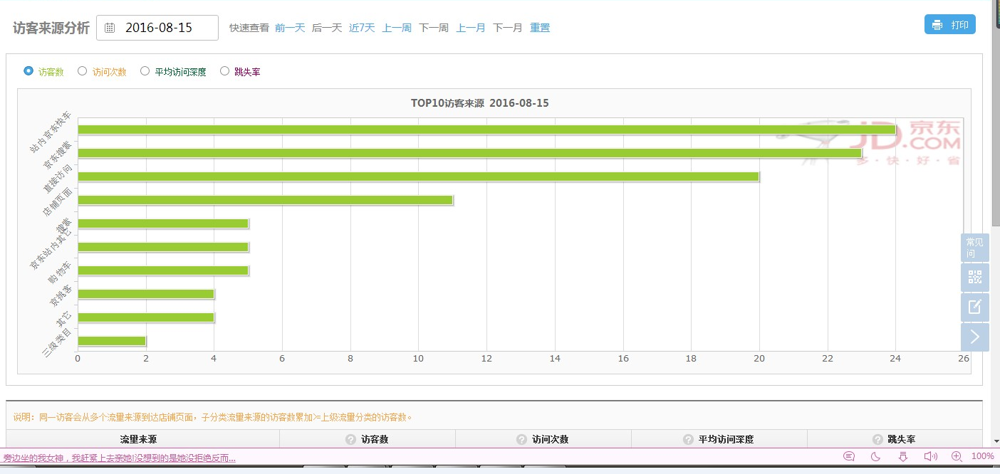 访客来源分析 2016-08-15 快速查看 前一天 后一天 近7天 上一周 下一周 上一月 下一月 重置 打印
访客数 访问次数 平均访问深度 跳失率
TOP10访客来源 2016-08-15
站内京东快车
京东搜索
直接访问
店铺页面
搜索
京东站内其它
购物车
京挑客
其它
三级类目
0 2 4 6 8 10 12 14 16 18 20 22 24 26
JD.COM 京东
多·快·好·省
常见
问
说明：同一访客会从多个流量来源到达店铺页面，子分类流量来源的访客数累加>=上级流量分类的访客数。
流量来源 ? 访客数 ? 访问次数 ? 平均访问深度 ? 跳失率
旁边坐的我女神，我赶紧上去亲她!没想到的是她没拒绝反而... 100%